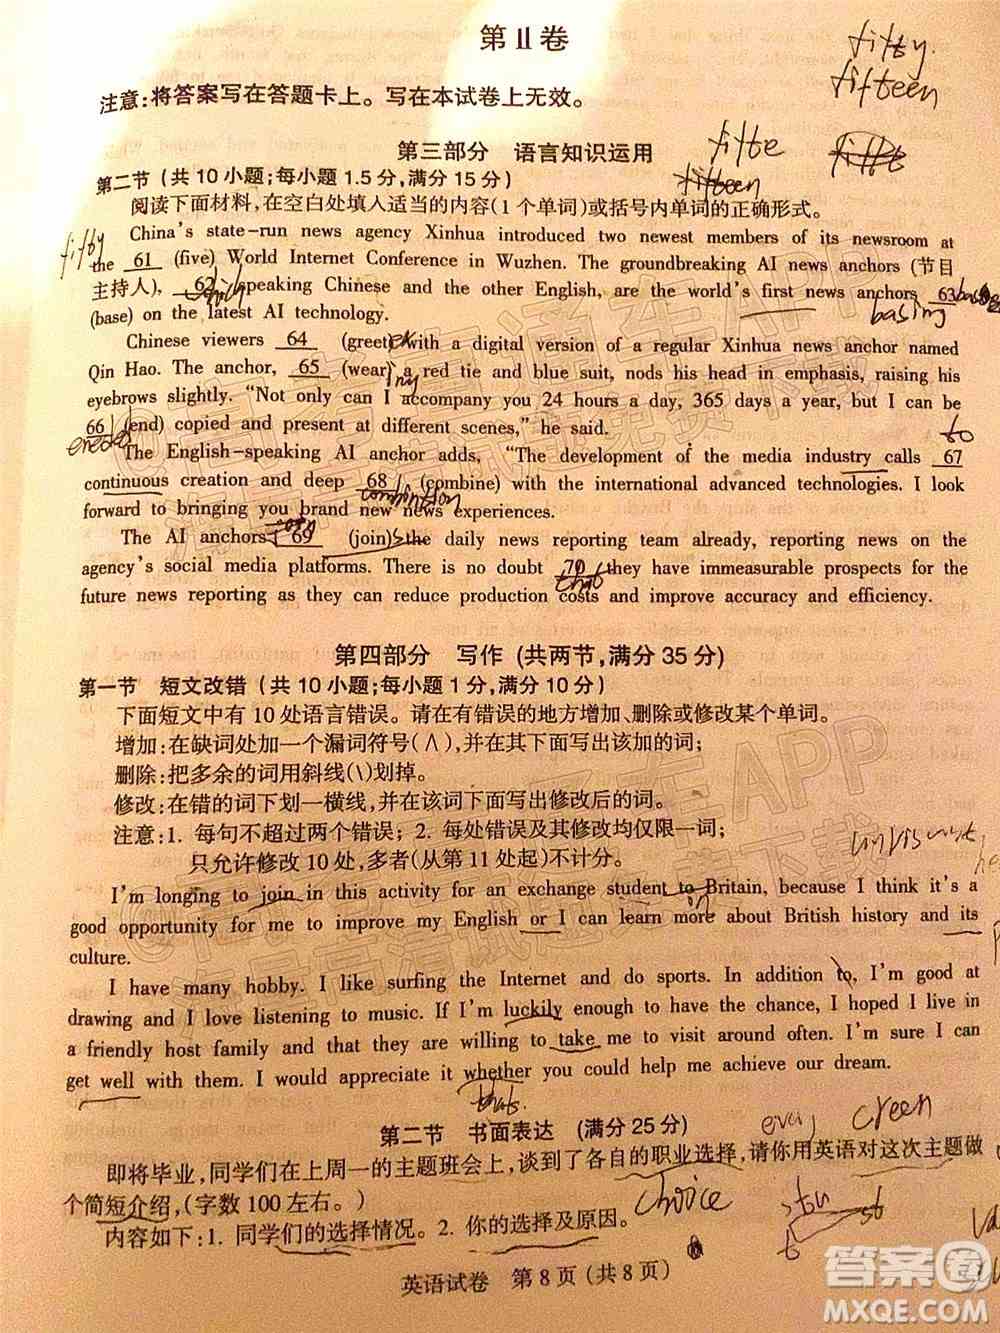 第Ⅱ卷
fifty.
fifteen
注意:将答案写在答题卡上。写在本试卷上无效。
第三部分 语言知识运用
fifte
fifteen
第二节 (共10小题;每小题1.5分,满分15分)
阅读下面材料,在空白处填入适当的内容(1个单词)或括号内单词的正确形式。
fifty
China's state-run news agency Xinhua introduced two newest members of its newsroom at
the 61 (five) World Internet Conference in Wuzhen. The groundbreaking AI news anchors (节目
主持人), 62 speaking Chinese and the other English, are the world's first news anchors 63
basing
(base) on the latest AI technology.
Chinese viewers 64 (greet) with a digital version of a regular Xinhua news anchor named
Qin Hao. The anchor, 65 (wear) a red tie and blue suit, nods his head in emphasis, raising his
ing
eyebrows slightly. "Not only can I accompany you 24 hours a day, 365 days a year, but I can be
66 (end) copied and present at different scenes," he said.
to
The English-speaking AI anchor adds, "The development of the media industry calls 67
continuous creation and deep 68 (combine) with the international advanced technologies. I look
forward to bringing you brand new news experiences.
The AI anchors 69 (join) the daily news reporting team already, reporting news on the
agency's social media platforms. There is no doubt 70 they have immeasurable prospects for the
that
future news reporting as they can reduce production costs and improve accuracy and efficiency.
第四部分 写作 (共两节,满分35分)
第一节 短文改错 (共10小题;每小题1分,满分10分)
下面短文中有10处语言错误。请在有错误的地方增加、删除或修改某个单词。
增加:在缺词处加一个漏词符号(∧),并在其下面写出该加的词;
删除:把多余的词用斜线(\)划掉。
修改:在错的词下划一横线,并在该词下面写出修改后的词。
注意:1. 每句不超过两个错误; 2. 每处错误及其修改均仅限一词;
只允许修改10处,多者(从第11处起)不计分。
I'm longing to join in this activity for an exchange student to Britain, because I think it's a
in
good opportunity for me to improve my English or I can learn more about British history and its
culture.
I have many hobby. I like surfing the Internet and do sports. In addition to, I'm good at
drawing and I love listening to music. If I'm luckily enough to have the chance, I hoped I live in
a friendly host family and that they are willing to take me to visit around often. I'm sure I can
get well with them. I would appreciate it whether you could help me achieve our dream.
第二节 书面表达 (满分25分)
即将毕业,同学们在上周一的主题班会上,谈到了各自的职业选择,请你用英语对这次主题做
个简短介绍,(字数100左右。)
choice
内容如下:1. 同学们的选择情况。2. 你的选择及原因。
英语试卷 第8页(共8页)
答案卷
MXQE.COM